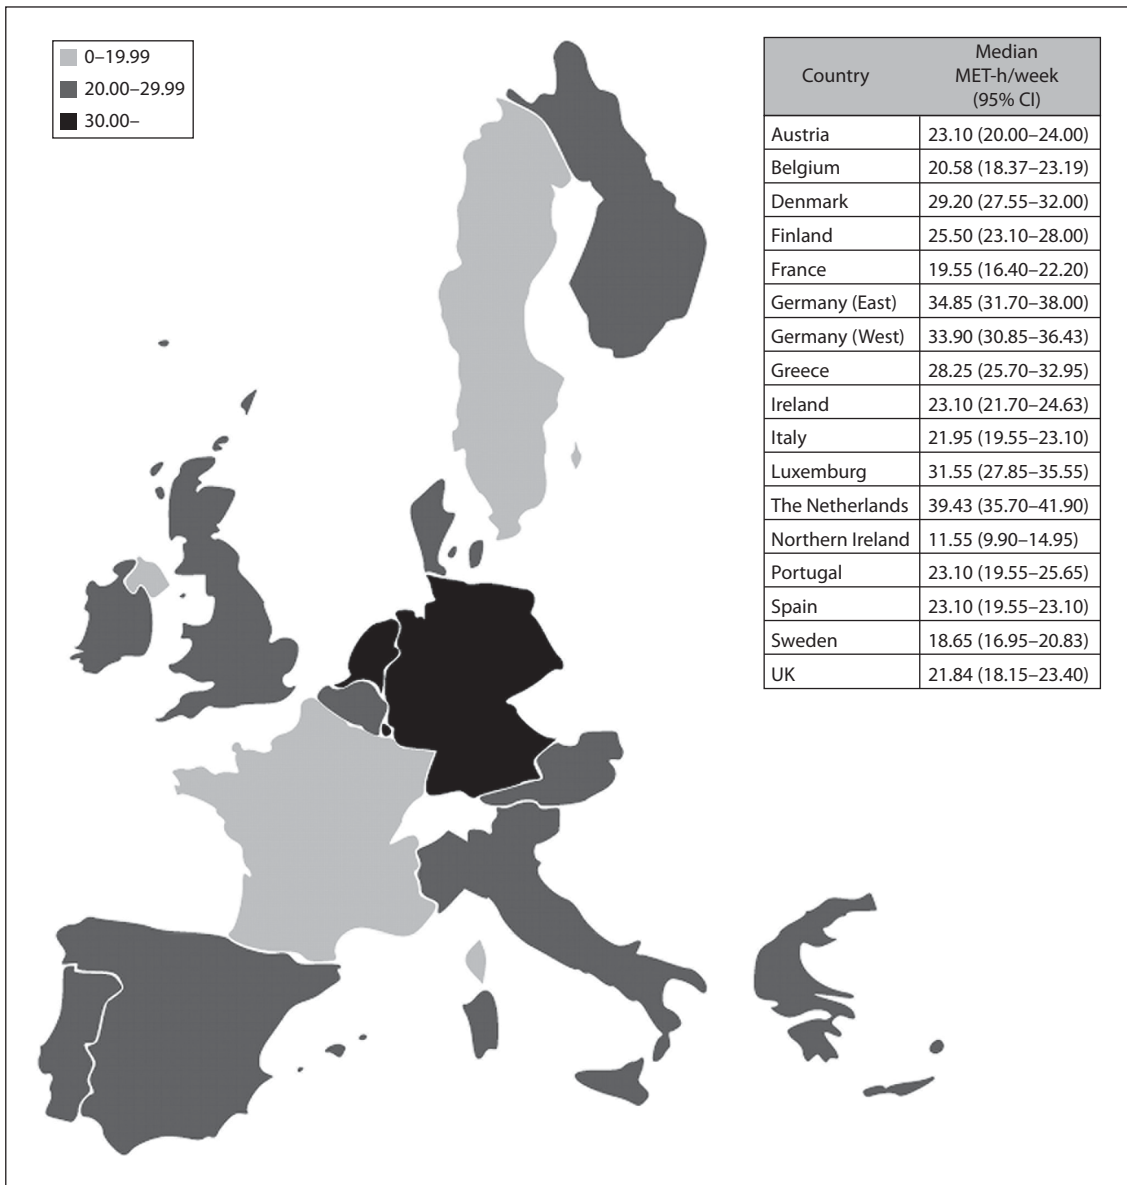 0–19.99
20.00–29.99
30.00–
Country
Median
MET-h/week
(95% CI)
Austria 23.10 (20.00–24.00)
Belgium 20.58 (18.37–23.19)
Denmark 29.20 (27.55–32.00)
Finland 25.50 (23.10–28.00)
France 19.55 (16.40–22.20)
Germany (East) 34.85 (31.70–38.00)
Germany (West) 33.90 (30.85–36.43)
Greece 28.25 (25.70–32.95)
Ireland 23.10 (21.70–24.63)
Italy 21.95 (19.55–23.10)
Luxemburg 31.55 (27.85–35.55)
The Netherlands 39.43 (35.70–41.90)
Northern Ireland 11.55 (9.90–14.95)
Portugal 23.10 (19.55–25.65)
Spain 23.10 (19.55–23.10)
Sweden 18.65 (16.95–20.83)
UK 21.84 (18.15–23.40)